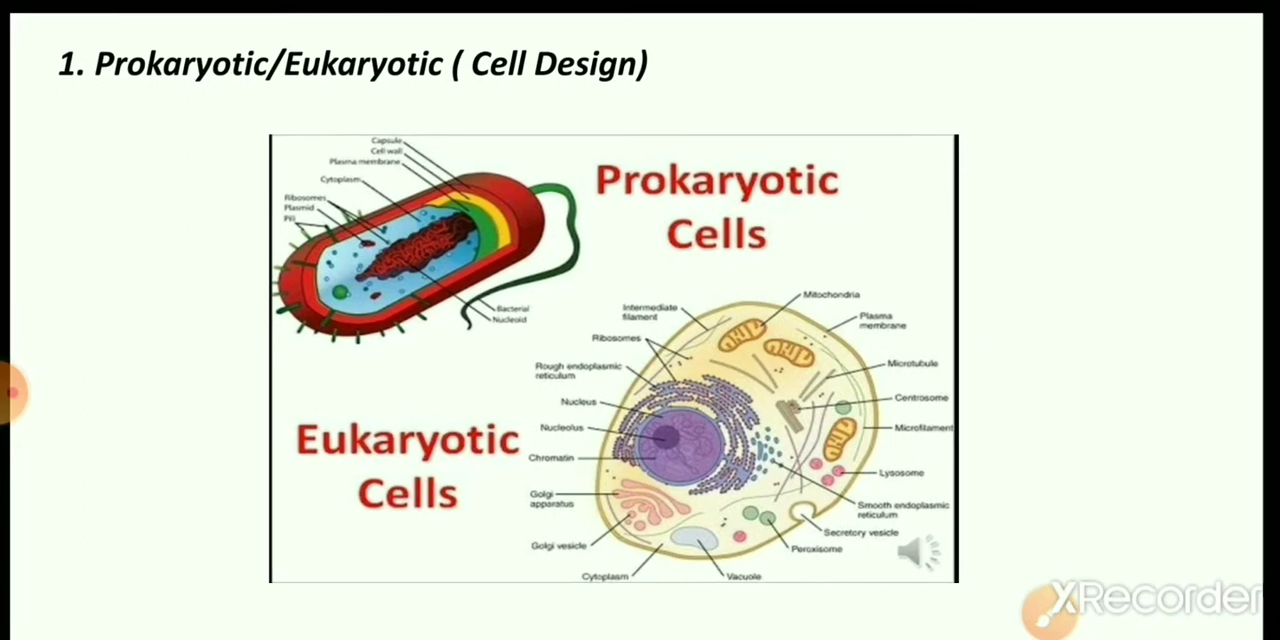 1. Prokaryotic/Eukaryotic ( Cell Design)
Capsule
Cell wall
Plasma membrane
Cytoplasm
Ribosomes
Plasmid
Pili
Bacterial
Nucleoid
Prokaryotic
Cells
Eukaryotic
Cells
Intermediate
filament
Ribosomes
Rough endoplasmic
reticulum
Nucleus
Nucleolus
Chromatin
Golgi
apparatus
Golgi vesicle
Cytoplasm
Vacuole
Mitochondria
Plasma
membrane
Microtubule
Centrosome
Microfilament
Lysosome
Smooth endoplasmic
reticulum
Secretory vesicle
Peroxisome
XRecorder